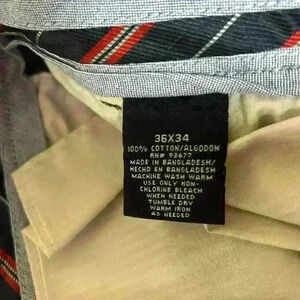 36X34
100% COTTON/ALGODON
RN# 93677
MADE IN BANGLADESH/
HECHO EN BANGLADESH
MACHINE WASH WARM
USE ONLY NON-
CHLORINE BLEACH
WHEN NEEDED
TUMBLE DRY
WARM IRON
AS NEEDED